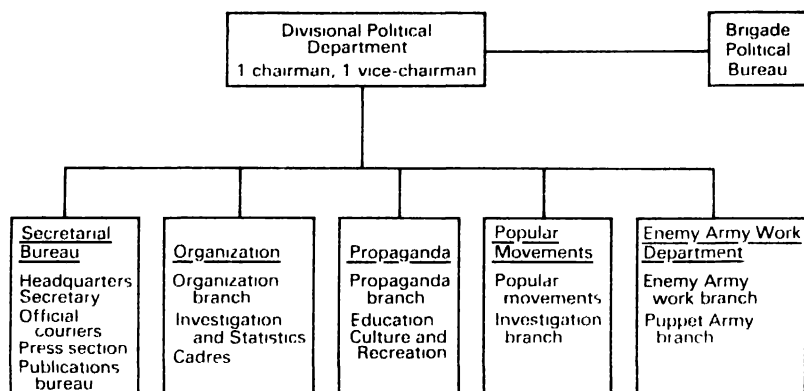 Divisional Political
Department
1 chairman, 1 vice-chairman
Brigade
Political
Bureau
Secretarial
Bureau
Headquarters
Secretary
Official
couriers
Press section
Publications
bureau
Organization
Organization
branch
Investigation
and Statistics
Cadres
Propaganda
Propaganda
branch
Education
Culture and
Recreation
Popular
Movements
Popular
movements
Investigation
branch
Enemy Army Work
Department
Enemy Army
work branch
Puppet Army
branch